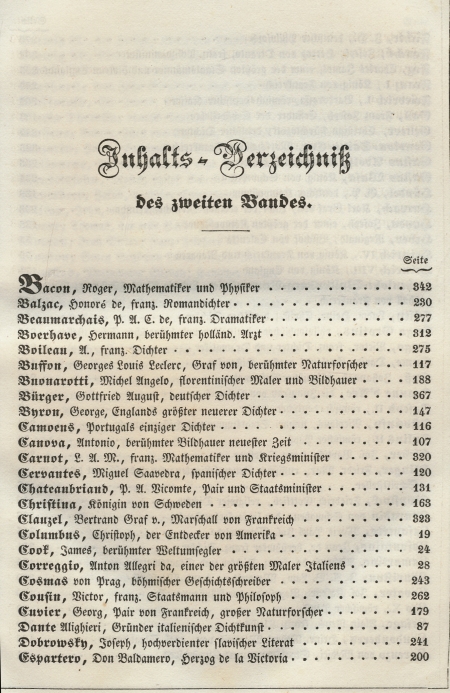 Inhalts-Verzeichniß
des zweiten Bandes.
Seite
Bacon, Roger, Mathematiker und Physiker 342
Balzac, Honoré de, franz. Romandichter 230
Beaumarchais, P. A. C. de, franz. Dramatiker 277
Boerhave, Hermann, berühmter holländ. Arzt 312
Boileau, A., franz. Dichter 275
Buffon, Georges Louis Leclerc, Graf von, berühmter Naturforscher 117
Buonarotti, Michel Angelo, florentinischer Maler und Bildhauer 188
Bürger, Gottfried August, deutscher Dichter 367
Byron, George, Englands größter neuerer Dichter 147
Camoens, Portugals einziger Dichter 116
Canova, Antonio, berühmter Bildhauer neuester Zeit 107
Carnot, L. A. M., franz. Mathematiker und Kriegsminister 320
Cervantes, Miguel Saavedra, spanischer Dichter 120
Chateaubriand, P. A. Vicomte, Pair und Staatsminister 131
Christina, Königin von Schweden 163
Clauzel, Bertrand Graf v., Marschall von Frankreich 323
Columbus, Christoph, der Entdecker von Amerika 19
Cook, James, berühmter Weltumsegler 24
Correggio, Anton Allegri da, einer der größten Maler Italiens 28
Cosmas von Prag, böhmischer Geschichtsschreiber 243
Cousin, Victor, franz. Staatsmann und Philosoph 262
Cuvier, Georg, Pair von Frankreich, großer Naturforscher 179
Dante Alighieri, Gründer italienischer Dichtkunst 87
Dobrowsky, Joseph, hochverdienter slavischer Literat 241
Espartero, Don Baldamero, Herzog de la Victoria 200